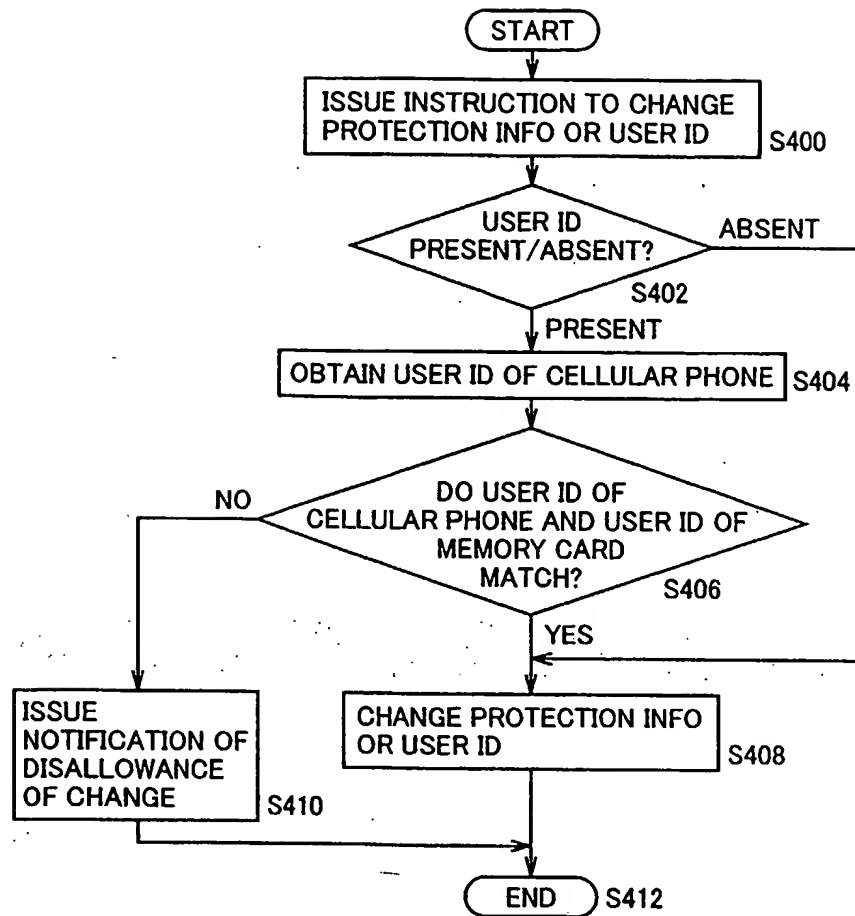 START
ISSUE INSTRUCTION TO CHANGE
PROTECTION INFO OR USER ID
S400
USER ID
PRESENT/ABSENT?
ABSENT
S402
PRESENT
OBTAIN USER ID OF CELLULAR PHONE
S404
NO
DO USER ID OF
CELLULAR PHONE AND USER ID OF
MEMORY CARD
MATCH?
S406
YES
ISSUE
NOTIFICATION OF
DISALLOWANCE
OF CHANGE
S410
CHANGE PROTECTION INFO
OR USER ID
S408
END
S412